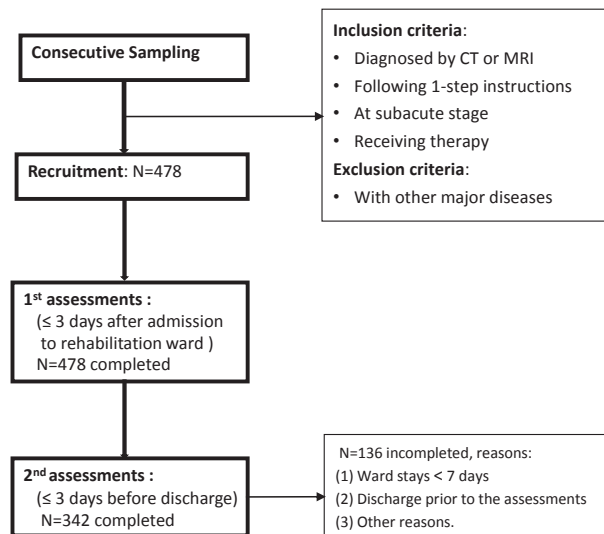 Consecutive Sampling
Inclusion criteria:
• Diagnosed by CT or MRI
• Following 1-step instructions
• At subacute stage
• Receiving therapy
Exclusion criteria:
• With other major diseases
Recruitment: N=478
1st assessments :
(≤ 3 days after admission
to rehabilitation ward )
N=478 completed
2nd assessments :
(≤ 3 days before discharge)
N=342 completed
N=136 incompleted, reasons:
(1) Ward stays < 7 days
(2) Discharge prior to the assessments
(3) Other reasons.